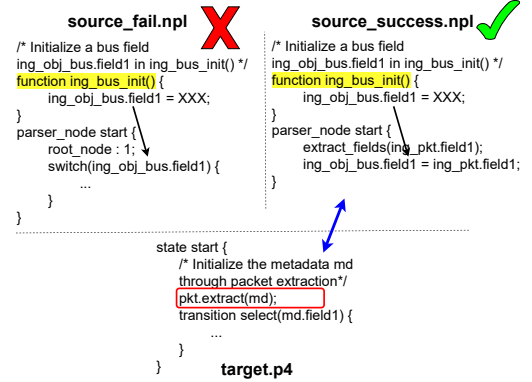 source_fail.npl
/* Initialize a bus field
ing_obj_bus.field1 in ing_bus_init() */
function ing_bus_init() {
ing_obj_bus.field1 = XXX;
}
parser_node start {
root_node : 1;
switch(ing_obj_bus.field1) {
...
}
}
source_success.npl
/* Initialize a bus field
ing_obj_bus.field1 in ing_bus_init() */
function ing_bus_init() {
ing_obj_bus.field1 = XXX;
}
parser_node start {
extract_fields(ing_pkt.field1);
ing_obj_bus.field1 = ing_pkt.field1;
}
state start {
/* Initialize the metadata md
through packet extraction*/
pkt.extract(md);
transition select(md.field1) {
...
}
}
target.p4